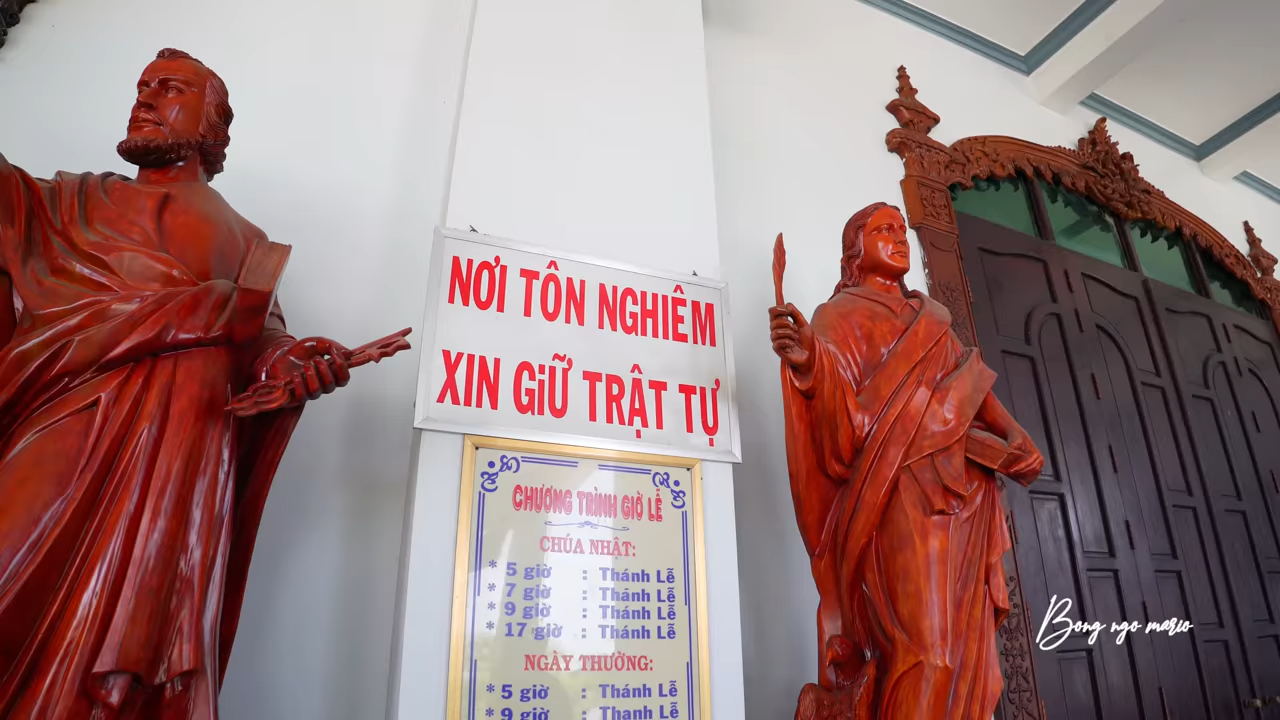 NƠI TÔN NGHIÊM
XIN GiỮ TRẬT TỰ
CHƯƠNG TRÌNH GIỜ LỄ
CHÚA NHẬT:
* 5 giờ : Thánh Lễ
* 7 giờ : Thánh Lễ
* 9 giờ : Thánh Lễ
* 17 giờ : Thánh Lễ
NGÀY THƯỜNG:
* 5 giờ : Thánh Lễ
* 9 giờ : Thanh Lễ
Bong ngo mario